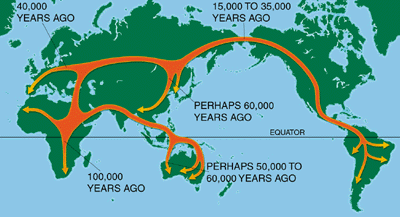 40,000
YEARS AGO
15,000 TO 35,000
YEARS AGO
PERHAPS 60,000
YEARS AGO
EQUATOR
100,000
YEARS AGO
PERHAPS 50,000 TO
60,000 YEARS AGO